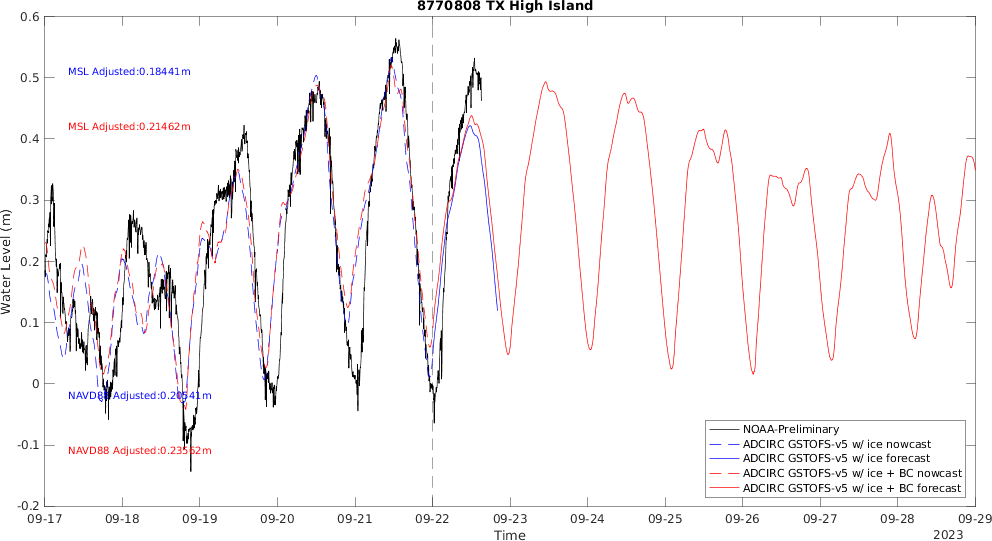 8770808 TX High Island
0.6
0.5
0.4
0.3
0.2
0.1
0
-0.1
-0.2
Water Level (m)
MSL Adjusted:0.18441m
MSL Adjusted:0.21462m
NAVD88 Adjusted:0.20541m
NAVD88 Adjusted:0.23562m
NOAA-Preliminary
ADCIRC GSTOFS-v5 w/ ice nowcast
ADCIRC GSTOFS-v5 w/ ice forecast
ADCIRC GSTOFS-v5 w/ ice + BC nowcast
ADCIRC GSTOFS-v5 w/ ice + BC forecast
09-17 09-18 09-19 09-20 09-21 09-22 09-23 09-24 09-25 09-26 09-27 09-28 09-29
Time
2023